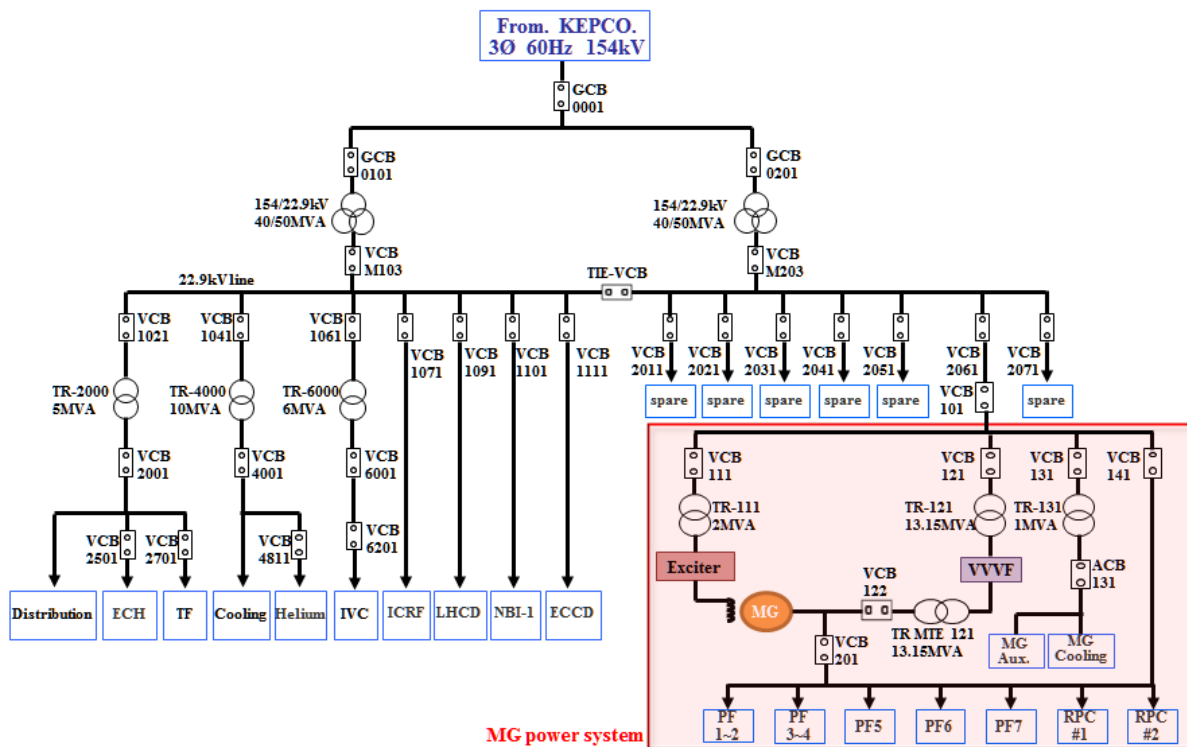 From. KEPCO.
3Ø 60Hz 154kV
GCB
0001
GCB
0101
GCB
0201
154/22.9kV
40/50MVA
154/22.9kV
40/50MVA
VCB
M103
VCB
M203
22.9kVline
TIE-VCB
VCB
1021
VCB
1041
VCB
1061
VCB
1071
VCB
1091
VCB
1101
VCB
1111
VCB
2011
VCB
2021
VCB
2031
VCB
2041
VCB
2051
VCB
2061
VCB
2071
TR-2000
5MVA
TR-4000
10MVA
TR-6000
6MVA
spare
spare
spare
spare
spare
VCB
101
spare
VCB
2001
VCB
4001
VCB
6001
VCB
111
VCB
121
VCB
131
VCB
141
TR-111
2MVA
TR-121
13.15MVA
TR-131
1MVA
VCB
2501
VCB
2701
VCB
4811
VCB
6201
Exciter
VVVF
ACB
131
VCB
122
MG
TR MTE 121
13.15MVA
MG
Aux.
MG
Cooling
Distribution
ECH
TF
Cooling
Helium
IVC
ICRF
LHCD
NBI-1
ECCD
VCB
201
PF
1~2
PF
3~4
PF5
PF6
PF7
RPC
#1
RPC
#2
MG power system